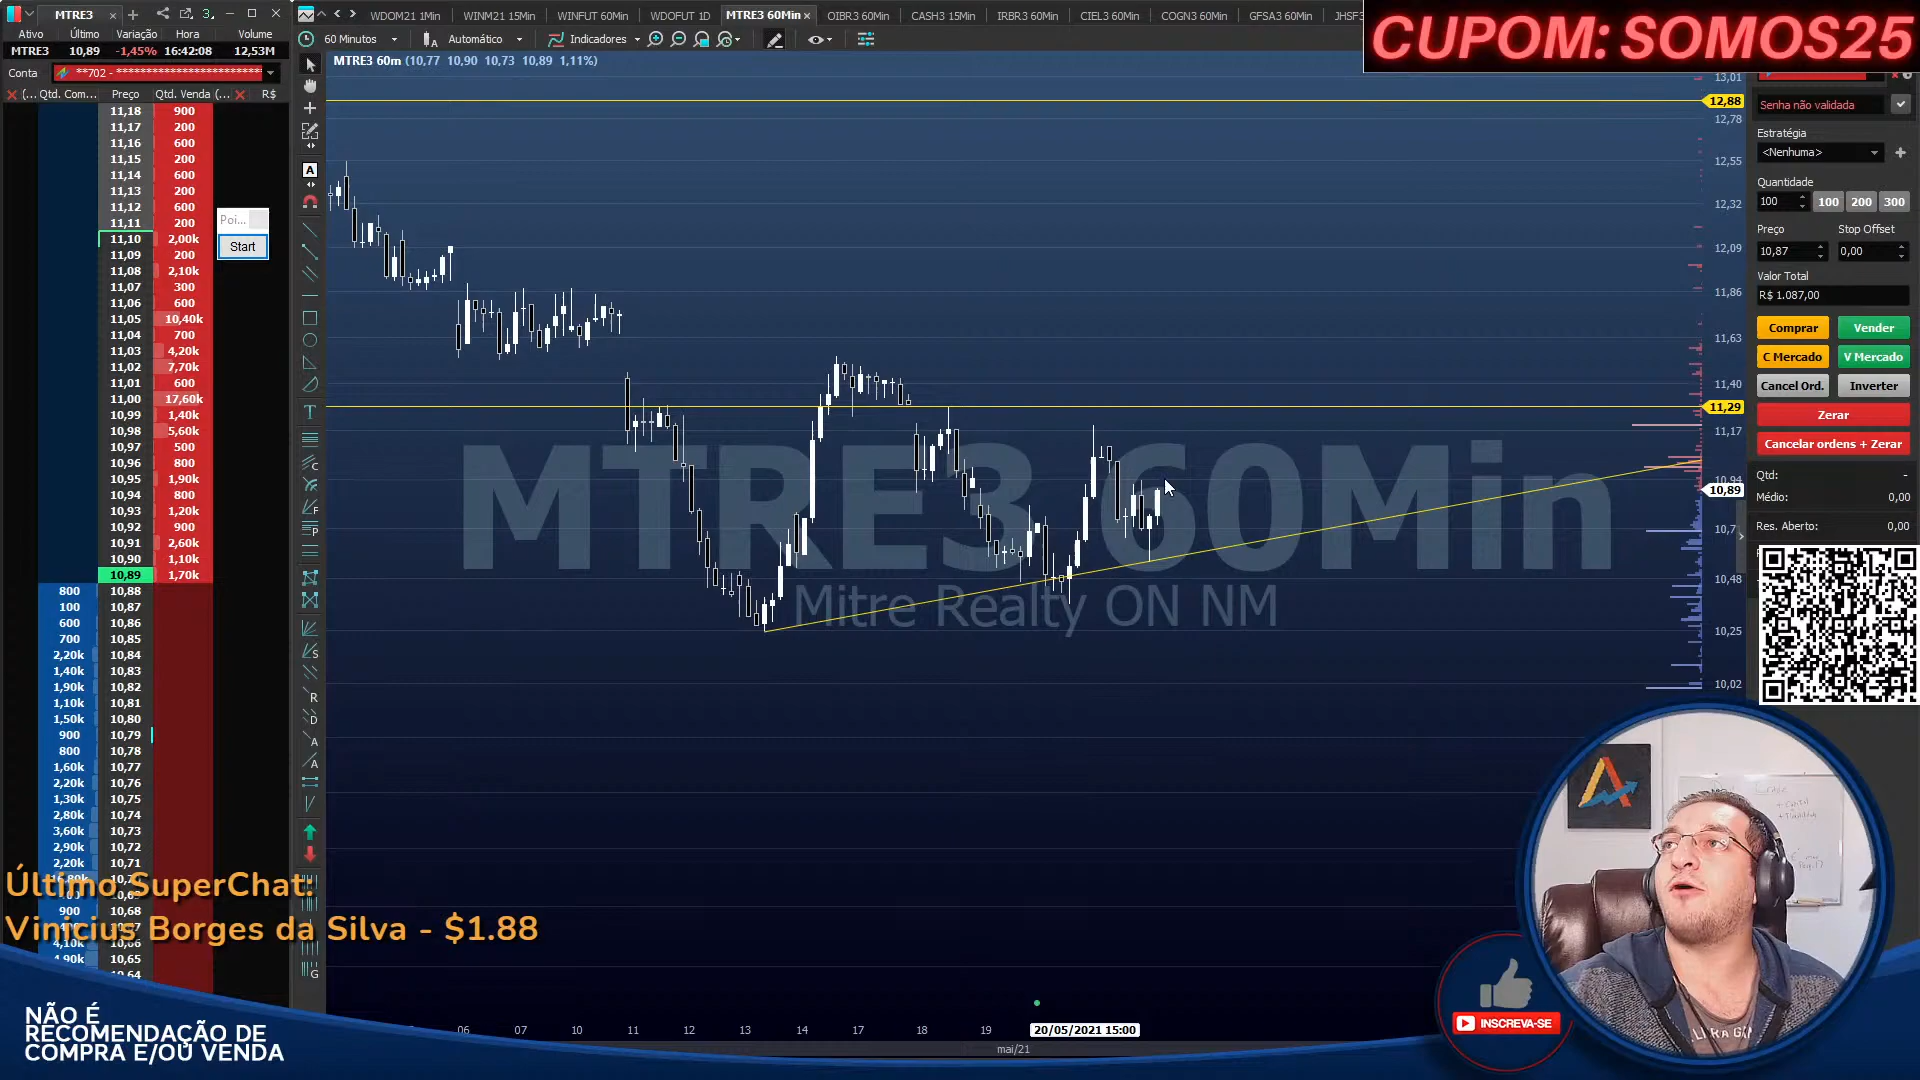 MTRE3
3
Ativo Último Variação Hora Volume
MTRE3 10,89 -1,45% 16:42:08 12,53M
Conta **702 - **************************
(... Qtd. Com... Preço Qtd. Venda (... R$
11,18 900
11,17 200
11,16 600
11,15 200
11,14 600
11,13 200
11,12 600
11,11 200
11,10 2,00k
11,09 200
11,08 2,10k
11,07 300
11,06 600
11,05 10,40k
11,04 700
11,03 4,20k
11,02 7,70k
11,01 600
11,00 17,60k
10,99 1,40k
10,98 5,60k
10,97 500
10,96 800
10,95 1,90k
10,94 800
10,93 1,20k
10,92 900
10,91 2,60k
10,90 1,10k
10,89 1,70k
800 10,88
100 10,87
600 10,86
700 10,85
2,20k 10,84
1,40k 10,83
1,90k 10,82
1,10k 10,81
1,50k 10,80
900 10,79
800 10,78
1,60k 10,77
2,20k 10,76
1,30k 10,75
2,80k 10,74
3,60k 10,73
2,90k 10,72
2,20k 10,71
900 10,68
10,65
Poi...
Start
WDOM21 1Min WINM21 15Min WINFUT 60Min WDOFUT 1D MTRE3 60Min OIBR3 60Min CASH3 15Min IRBR3 60Min CIEL3 60Min COGN3 60Min GFSA3 60Min JHSF3
60 Minutos Automático Indicadores
MTRE3 60m (10,77 10,90 10,73 10,89 1,11%)
MTRE3 60Min
Mitre Realty ON NM
13,01
12,88
12,78
12,55
12,32
12,09
11,86
11,63
11,40
11,29
11,17
10,94
10,89
10,48
10,25
10,02
06 07 10 11 12 13 14 17 18 19 20/05/2021 15:00
mai/21
CUPOM: SOMOS25
Senha não validada
Estratégia
<Nenhuma>
Quantidade
100 100 200 300
Preço Stop Offset
10,87 0,00
Valor Total
R$ 1.087,00
Comprar Vender
C Mercado V Mercado
Cancel Ord. Inverter
Zerar
Cancelar ordens + Zerar
Qtd: -
Médio: 0,00
Res. Aberto: 0,00
Último SuperChat:
Vinicius Borges da Silva - $1.88
NÃO É
RECOMENDAÇÃO DE
COMPRA E/OU VENDA
INSCREVA-SE